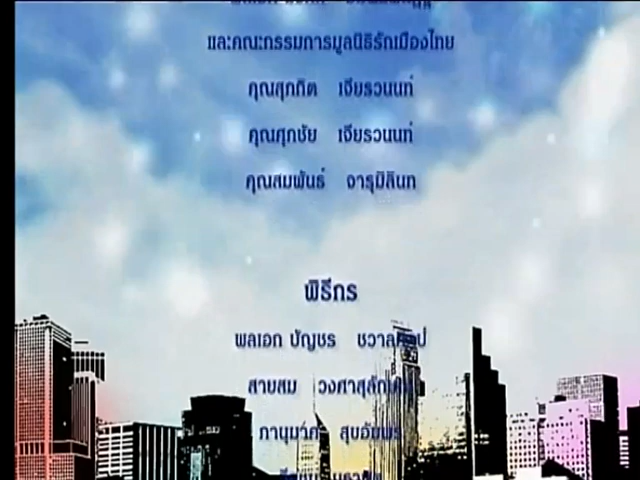 และคณะกรรมการมูลนิธิรักเมืองไทย
คุณสุภกิต เจียรวนนท์
คุณศุภชัย เจียรวนนท์
คุณสมพันธ์ จารุมิลินท
พิธีกร
พลเอก บัญชร ชวาลศิลป์
สายสม วงศาสุลักษณ์
ภาณุมาศ สุขอัมพร